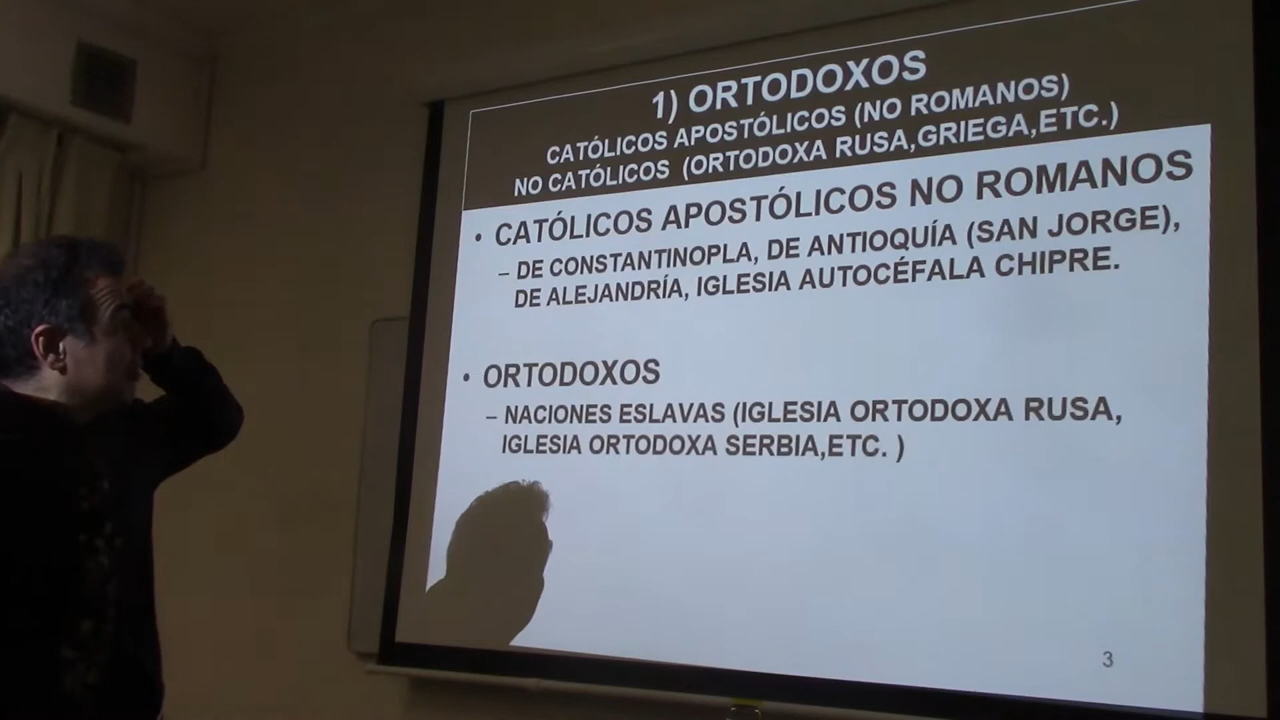 1) ORTODOXOS
CATÓLICOS APOSTÓLICOS (NO ROMANOS)
NO CATÓLICOS (ORTODOXA RUSA,GRIEGA,ETC.)
• CATÓLICOS APOSTÓLICOS NO ROMANOS
– DE CONSTANTINOPLA, DE ANTIOQUÍA (SAN JORGE),
DE ALEJANDRÍA, IGLESIA AUTOCÉFALA CHIPRE.
• ORTODOXOS
– NACIONES ESLAVAS (IGLESIA ORTODOXA RUSA,
IGLESIA ORTODOXA SERBIA,ETC. )
3